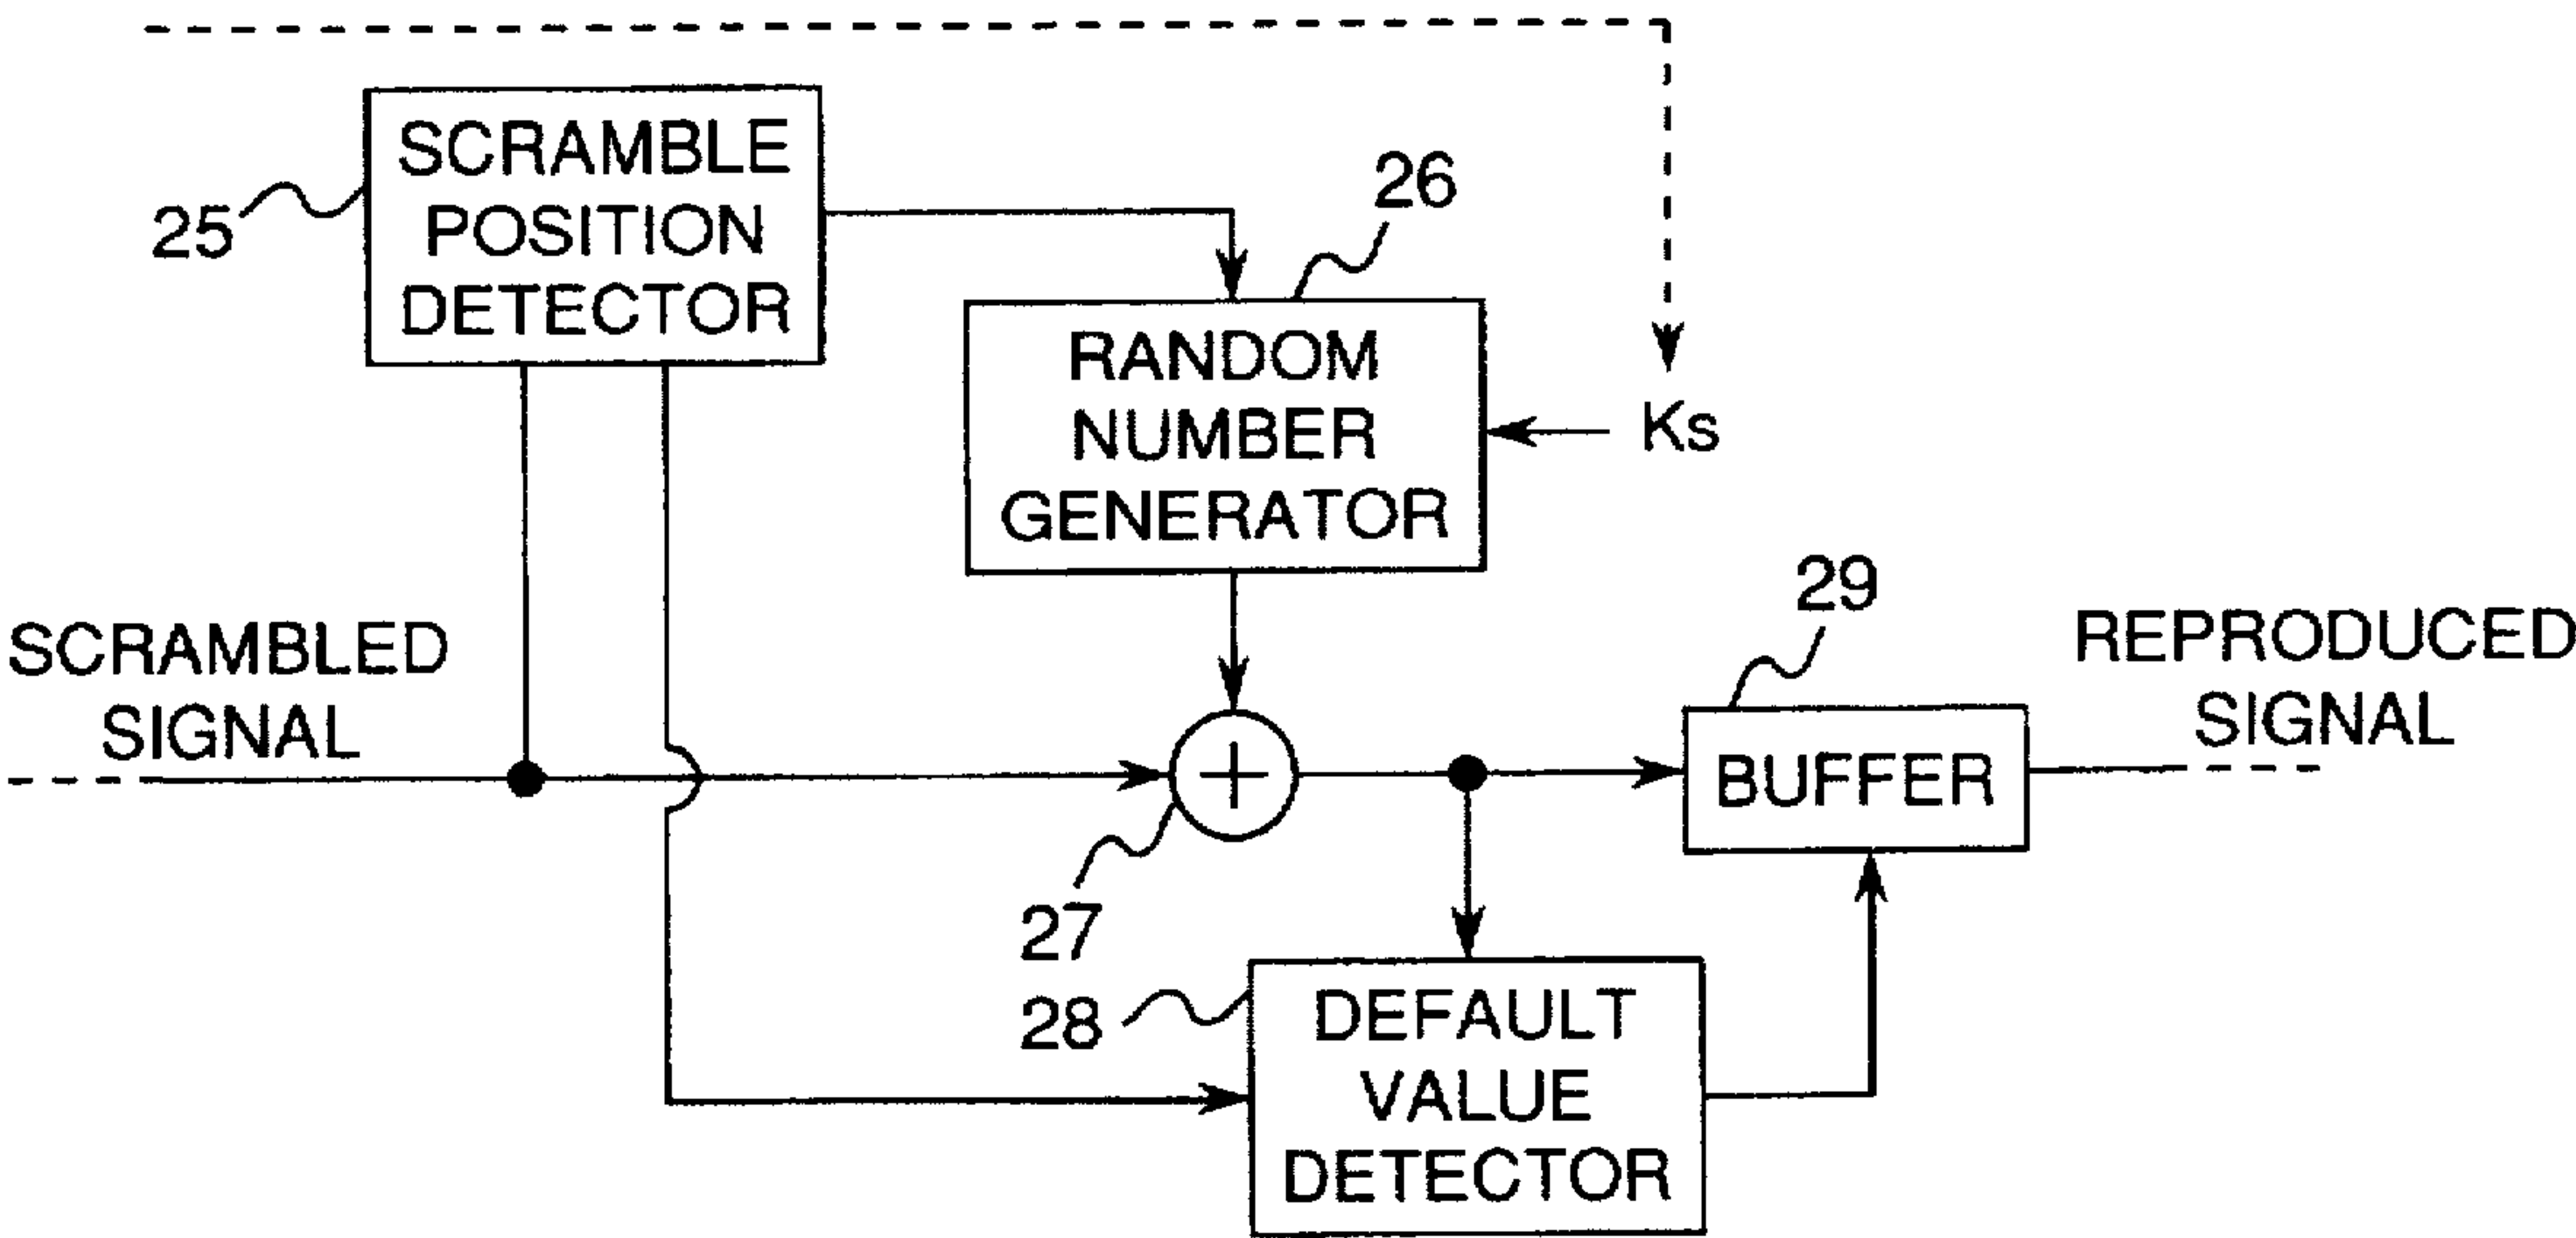 SCRAMBLE
POSITION
DETECTOR
25
26
RANDOM
NUMBER
GENERATOR
Ks
SCRAMBLED
SIGNAL
27
29
BUFFER
REPRODUCED
SIGNAL
28
DEFAULT
VALUE
DETECTOR